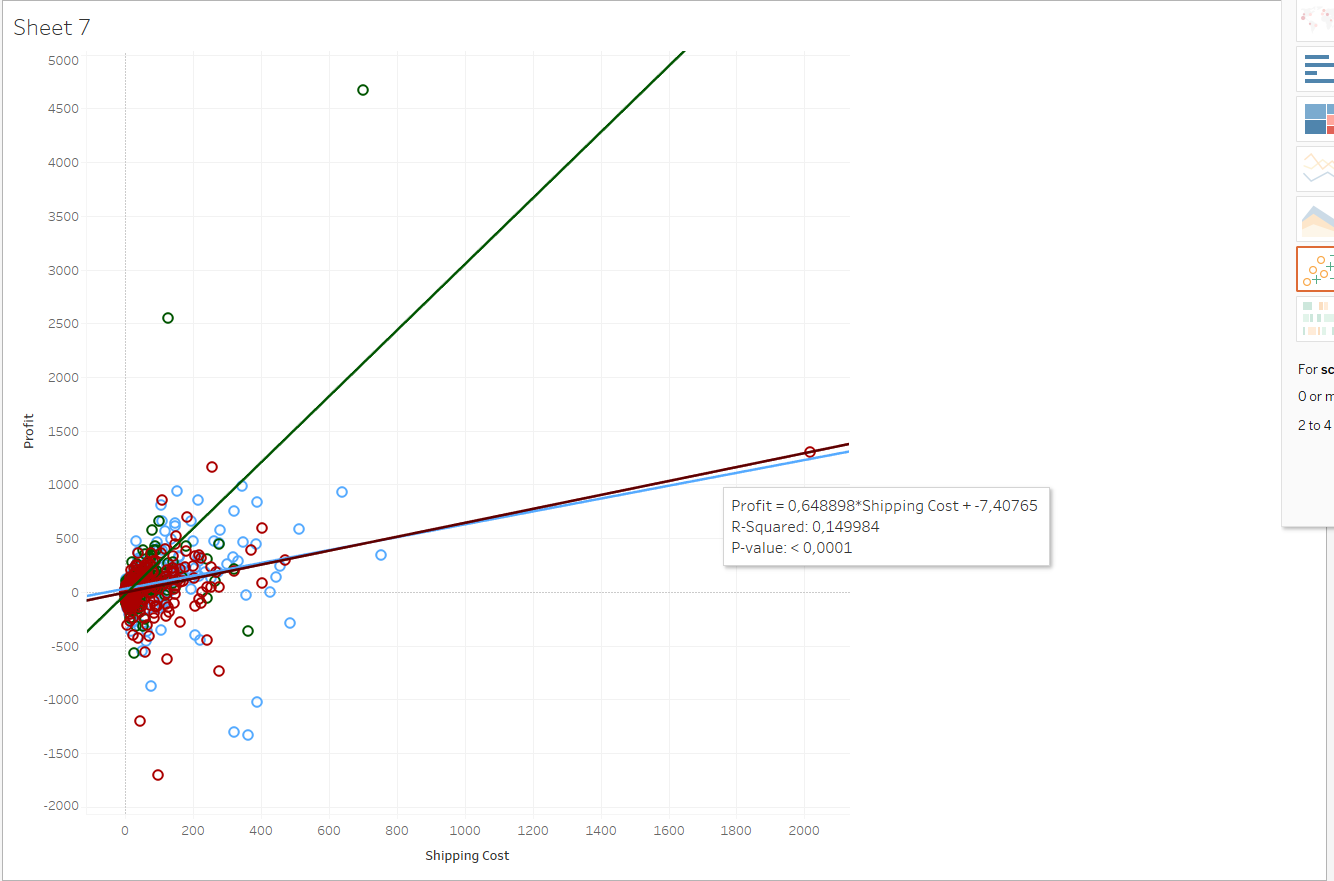 Sheet 7
5000
4500
4000
3500
3000
2500
2000
1500
1000
500
0
-500
-1000
-1500
-2000
Profit
0 200 400 600 800 1000 1200 1400 1600 1800 2000
Shipping Cost
Profit = 0,648898*Shipping Cost + -7,40765
R-Squared: 0,149984
P-value: < 0,0001
For sc
0 or m
2 to 4